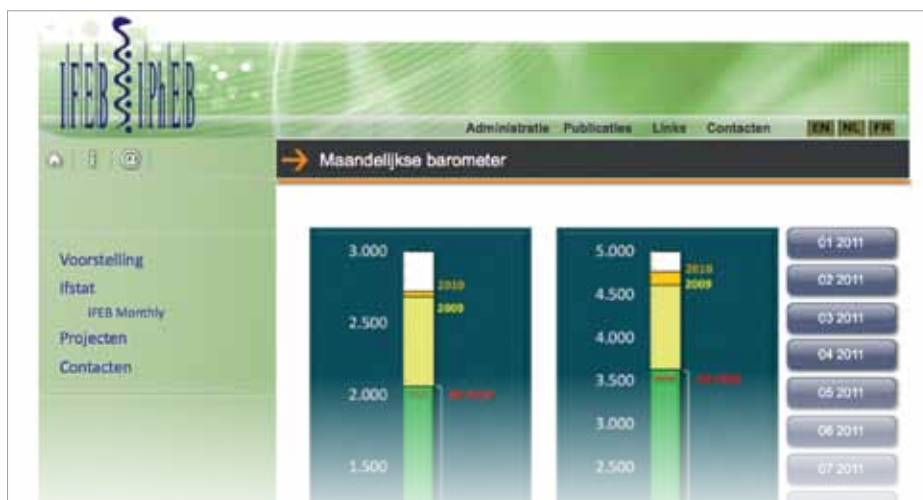 IFEB IPhEB
Administratie Publicaties Links Contacten EN NL FR
Maandelijkse barometer
Voorstelling
Ifstat
IFEB Monthly
Projecten
Contacten
3.000
2010
2009
2.500
2.000
1.500
5.000
2010
2009
4.500
4.000
3.500
3.000
2.500
01 2011
02 2011
03 2011
04 2011
05 2011
06 2011
07 2011